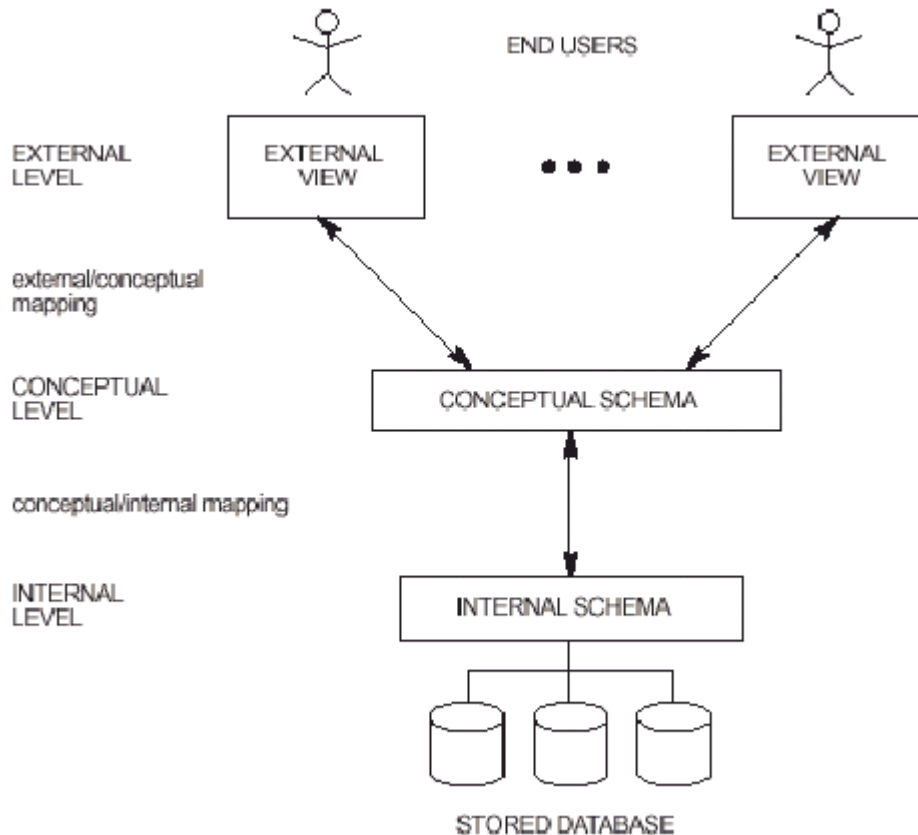 END USERS
EXTERNAL
LEVEL
EXTERNAL
VIEW
EXTERNAL
VIEW
external/conceptual
mapping
CONCEPTUAL
LEVEL
CONCEPTUAL SCHEMA
conceptual/internal mapping
INTERNAL
LEVEL
INTERNAL SCHEMA
STORED DATABASE